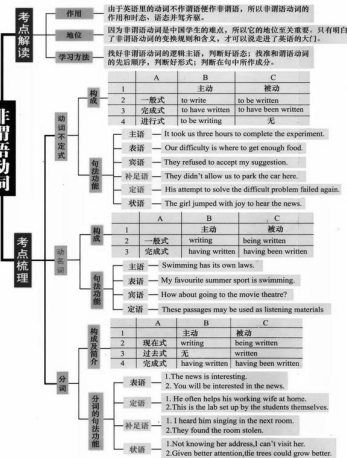 非谓语动词
考点解读
作用
由于英语里的动词不作谓语便作非谓语，所以非谓语动词的
作用和时态、语态并驾齐驱。
地位
因为非谓语动词是中国学生的难点，所以它的地位至关重要，只有明白
了非谓语动词的变换规则和含义，才可以说走进了英语的大门。
学习方法
找好非谓语动词的逻辑主语，判断好语态；找准和谓语动词
的先后顺序，判断好形式；判断在句中所作成分。
考点梳理
动词不定式
构成
A B C
1 主动 被动
2 一般式 to write to be written
3 完成式 to have written to have been written
4 进行式 to be writing 无
句法功能
主语 It took us three hours to complete the experiment.
表语 Our difficulty is where to get enough food.
宾语 They refused to accept my suggestion.
补足语 They didn't allow us to park the car here.
定语 His attempt to solve the difficult problem failed again.
状语 The girl jumped with joy to hear the news.
动名词
构成
A B C
1 主动 被动
2 一般式 writing being written
3 完成式 having written having been written
句法功能
主语 Swimming has its own laws.
表语 My favourite summer sport is swimming.
宾语 How about going to the movie theatre?
定语 These passages may be used as listening materials
分词
构成及简介
A B C
1 主动 被动
2 现在式 writing being written
3 过去式 无 written
4 完成式 having written having been written
分词的句法功能
表语
1.The news is interesting.
2. You will be interested in the news.
定语
1. He often helps his working wife at home.
2.This is the lab set up by the students themselves.
补足语
1. I heard him singing in the next room.
2.They found the room stolen.
状语
1.Not knowing her address,I can't visit her.
2.Given better attention,the trees could grow better.